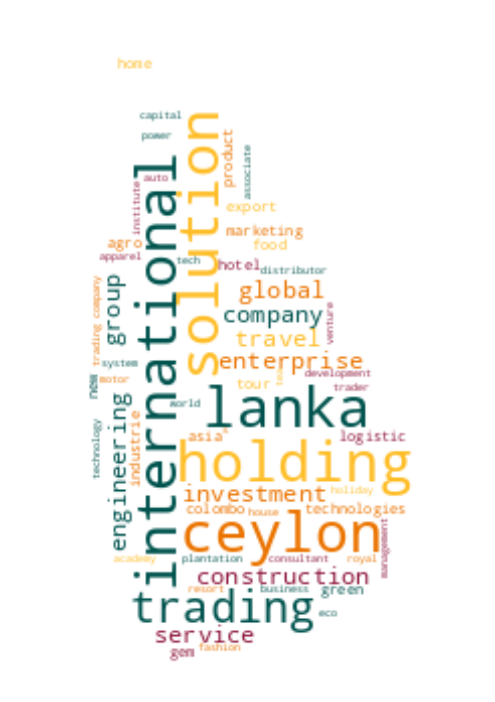 home
capital
power
solution
product
associate
international
auto
institute
export
marketing
agro
food
apparel
tech
hotel
distributor
group
trading company
global
company
venture
travel
enterprise
system
new
motor
development
tour
trader
world
lanka
engineering
industrie
technology
asia
logistic
holding
investment
holiday
colombo
house
technologies
ceylon
management
academy
plantation
consultant
royal
construction
resort
business
green
trading
eco
service
gem
fashion